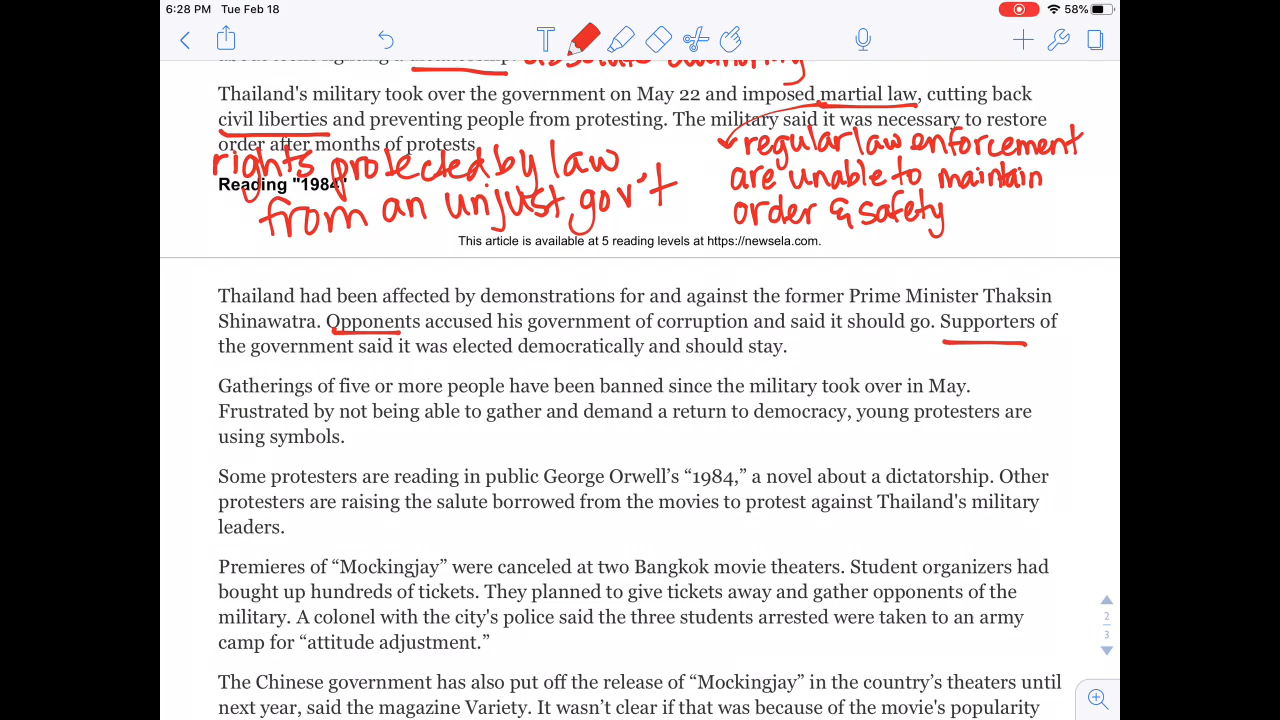 6:28 PM Tue Feb 18
58%
absolute authority
Thailand's military took over the government on May 22 and imposed martial law, cutting back
civil liberties and preventing people from protesting. The military said it was necessary to restore
order after months of protests.
regular law enforcement
are unable to maintain
order & safety
rights protected by law
from an unjust gov't
Reading "1984"
This article is available at 5 reading levels at https://newsela.com.
Thailand had been affected by demonstrations for and against the former Prime Minister Thaksin
Shinawatra. Opponents accused his government of corruption and said it should go. Supporters of
the government said it was elected democratically and should stay.
Gatherings of five or more people have been banned since the military took over in May.
Frustrated by not being able to gather and demand a return to democracy, young protesters are
using symbols.
Some protesters are reading in public George Orwell's “1984,” a novel about a dictatorship. Other
protesters are raising the salute borrowed from the movies to protest against Thailand's military
leaders.
Premieres of “Mockingjay” were canceled at two Bangkok movie theaters. Student organizers had
bought up hundreds of tickets. They planned to give tickets away and gather opponents of the
military. A colonel with the city's police said the three students arrested were taken to an army
camp for “attitude adjustment.”
The Chinese government has also put off the release of “Mockingjay” in the country's theaters until
next year, said the magazine Variety. It wasn't clear if that was because of the movie's popularity
2
3